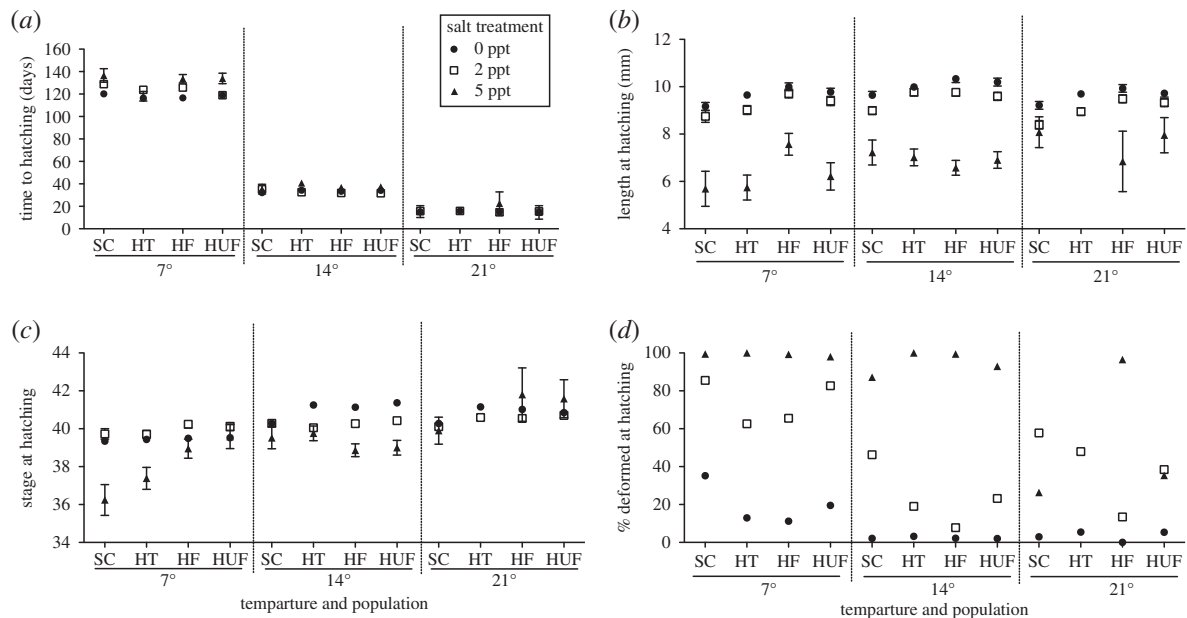 (a)
salt treatment
0 ppt
2 ppt
5 ppt
time to hatching (days)
160
140
120
100
80
60
40
20
0
SC HT HF HUF SC HT HF HUF SC HT HF HUF
7° 14° 21°
(b)
length at hatching (mm)
12
10
8
6
4
SC HT HF HUF SC HT HF HUF SC HT HF HUF
7° 14° 21°
(c)
stage at hatching
44
42
40
38
36
34
SC HT HF HUF SC HT HF HUF SC HT HF HUF
7° 14° 21°
temparture and population
(d)
% deformed at hatching
100
80
60
40
20
0
SC HT HF HUF SC HT HF HUF SC HT HF HUF
7° 14° 21°
temparture and population